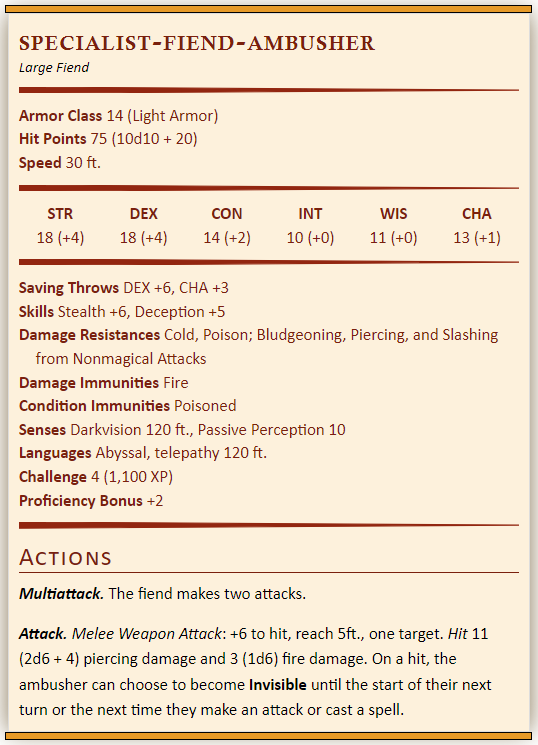 SPECIALIST-FIEND-AMBUSHER
Large Fiend
Armor Class 14 (Light Armor)
Hit Points 75 (10d10 + 20)
Speed 30 ft.
STR DEX CON INT WIS CHA
18 (+4) 18 (+4) 14 (+2) 10 (+0) 11 (+0) 13 (+1)
Saving Throws DEX +6, CHA +3
Skills Stealth +6, Deception +5
Damage Resistances Cold, Poison; Bludgeoning, Piercing, and Slashing
from Nonmagical Attacks
Damage Immunities Fire
Condition Immunities Poisoned
Senses Darkvision 120 ft., Passive Perception 10
Languages Abyssal, telepathy 120 ft.
Challenge 4 (1,100 XP)
Proficiency Bonus +2
ACTIONS
Multiattack. The fiend makes two attacks.
Attack. Melee Weapon Attack: +6 to hit, reach 5ft., one target. Hit 11
(2d6 + 4) piercing damage and 3 (1d6) fire damage. On a hit, the
ambusher can choose to become Invisible until the start of their next
turn or the next time they make an attack or cast a spell.